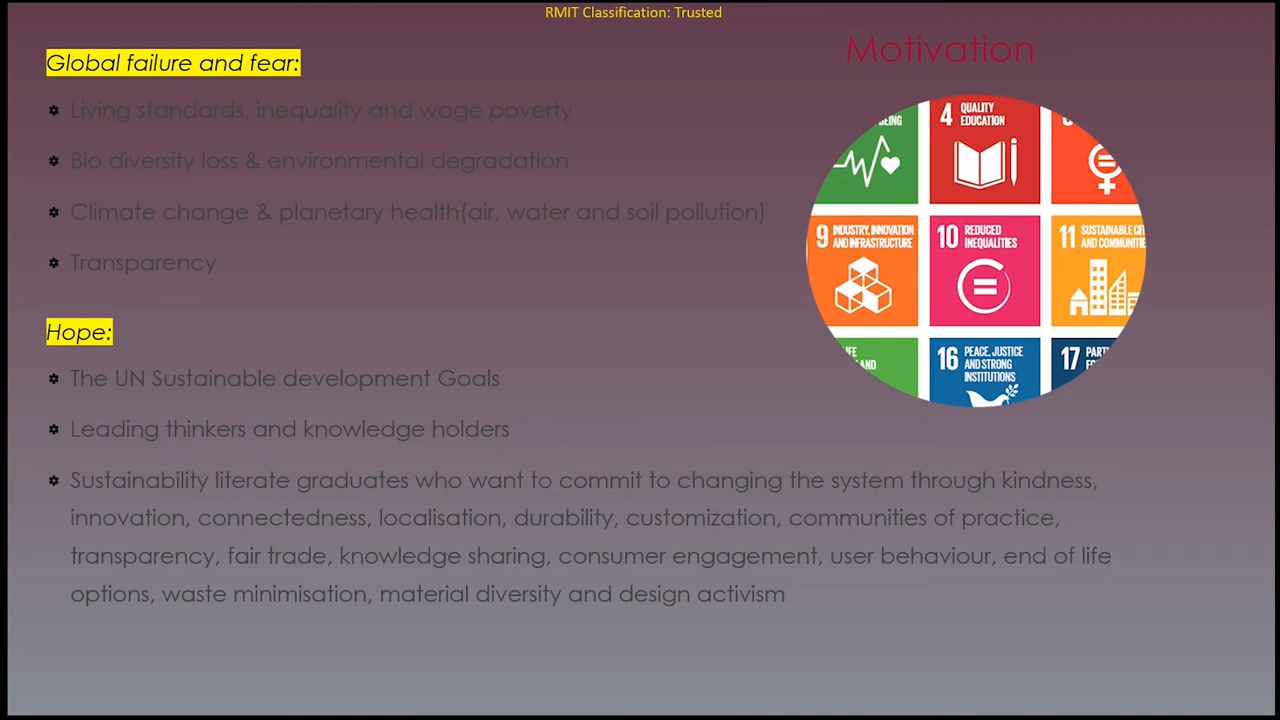 RMIT Classification: Trusted
Motivation
Global failure and fear:
Living standards, inequality and wage poverty
Bio diversity loss & environmental degradation
Climate change & planetary health(air, water and soil pollution)
Transparency
Hope:
The UN Sustainable development Goals
Leading thinkers and knowledge holders
Sustainability literate graduates who want to commit to changing the system through kindness,
innovation, connectedness, localisation, durability, customization, communities of practice,
transparency, fair trade, knowledge sharing, consumer engagement, user behaviour, end of life
options, waste minimisation, material diversity and design activism
4 QUALITY
EDUCATION
9 INDUSTRY, INNOVATION
AND INFRASTRUCTURE
10 REDUCED
INEQUALITIES
11 SUSTAINABLE
AND
16 PEACE, JUSTICE
AND STRONG
INSTITUTIONS
17